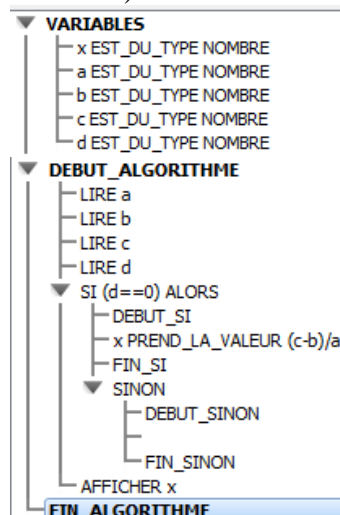 VARIABLES
x EST_DU_TYPE NOMBRE
a EST_DU_TYPE NOMBRE
b EST_DU_TYPE NOMBRE
c EST_DU_TYPE NOMBRE
d EST_DU_TYPE NOMBRE
DEBUT_ALGORITHME
LIRE a
LIRE b
LIRE c
LIRE d
SI (d==0) ALORS
DEBUT_SI
x PREND_LA_VALEUR (c-b)/a
FIN_SI
SINON
DEBUT_SINON
FIN_SINON
AFFICHER x
FIN_ALGORITHME